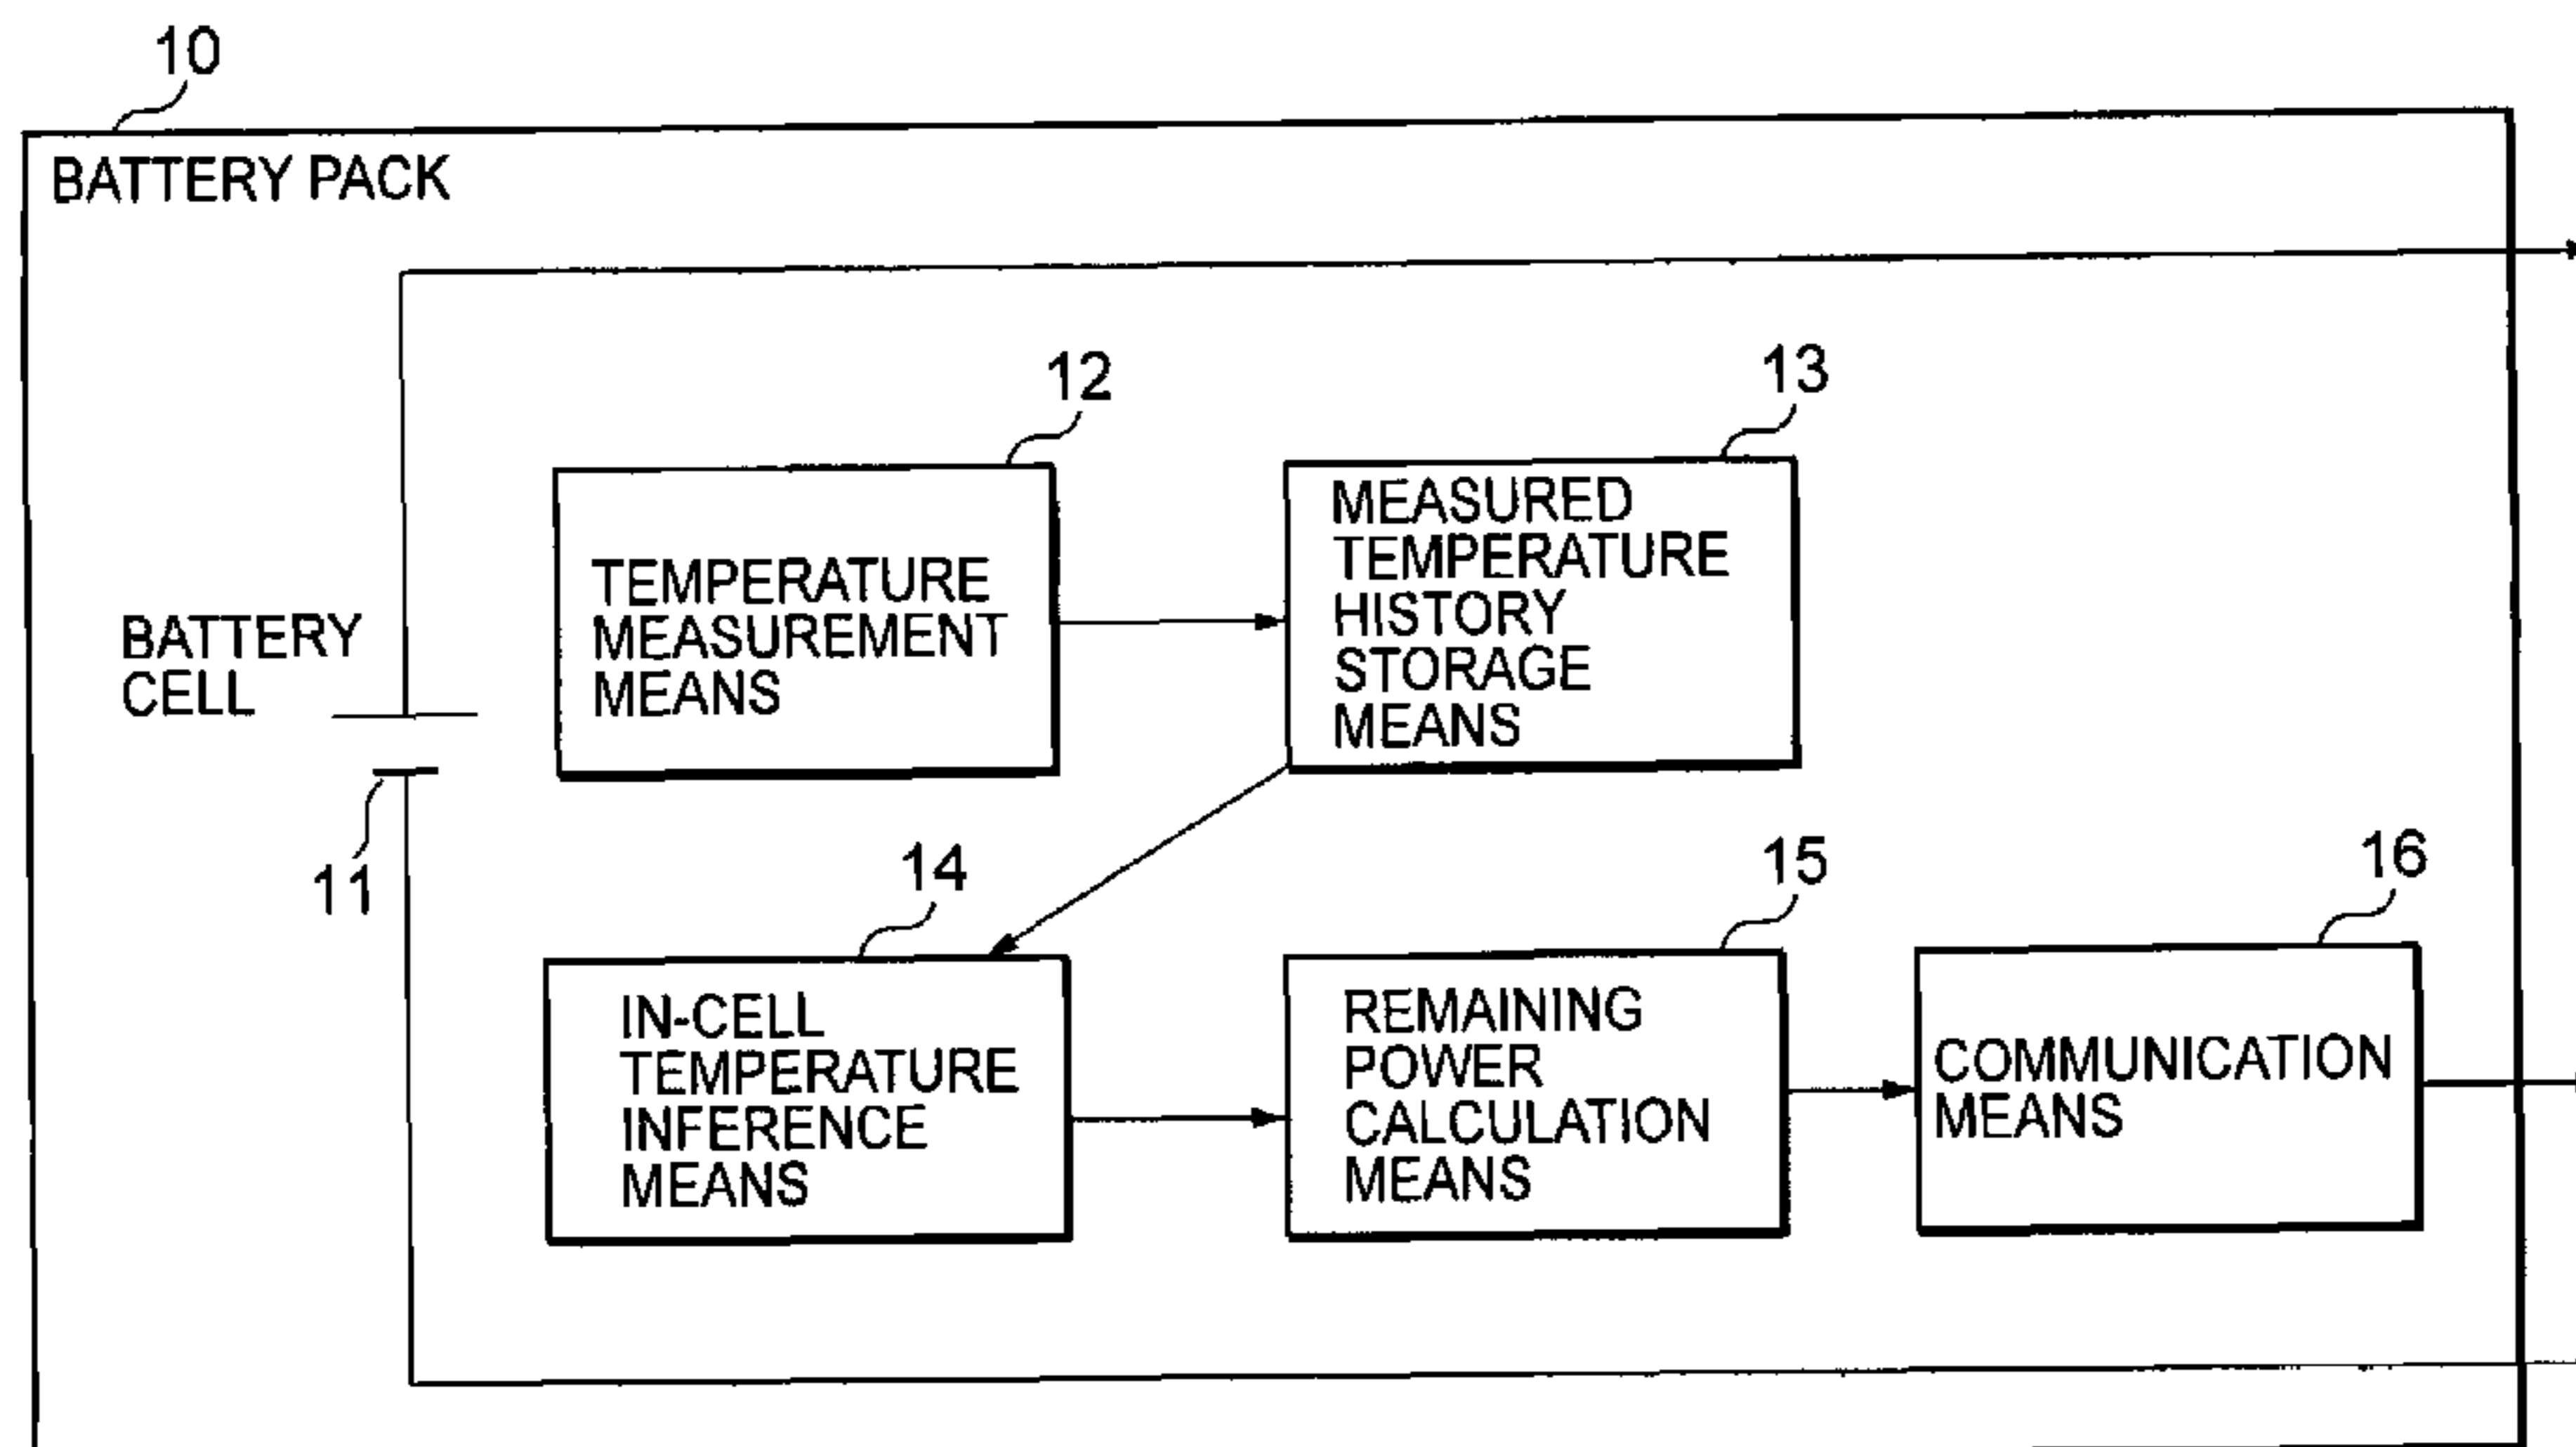 10
BATTERY PACK
12
13
TEMPERATURE
MEASUREMENT
MEANS
MEASURED
TEMPERATURE
HISTORY
STORAGE
MEANS
BATTERY
CELL
11
14
15
16
IN-CELL
TEMPERATURE
INFERENCE
MEANS
REMAINING
POWER
CALCULATION
MEANS
COMMUNICATION
MEANS